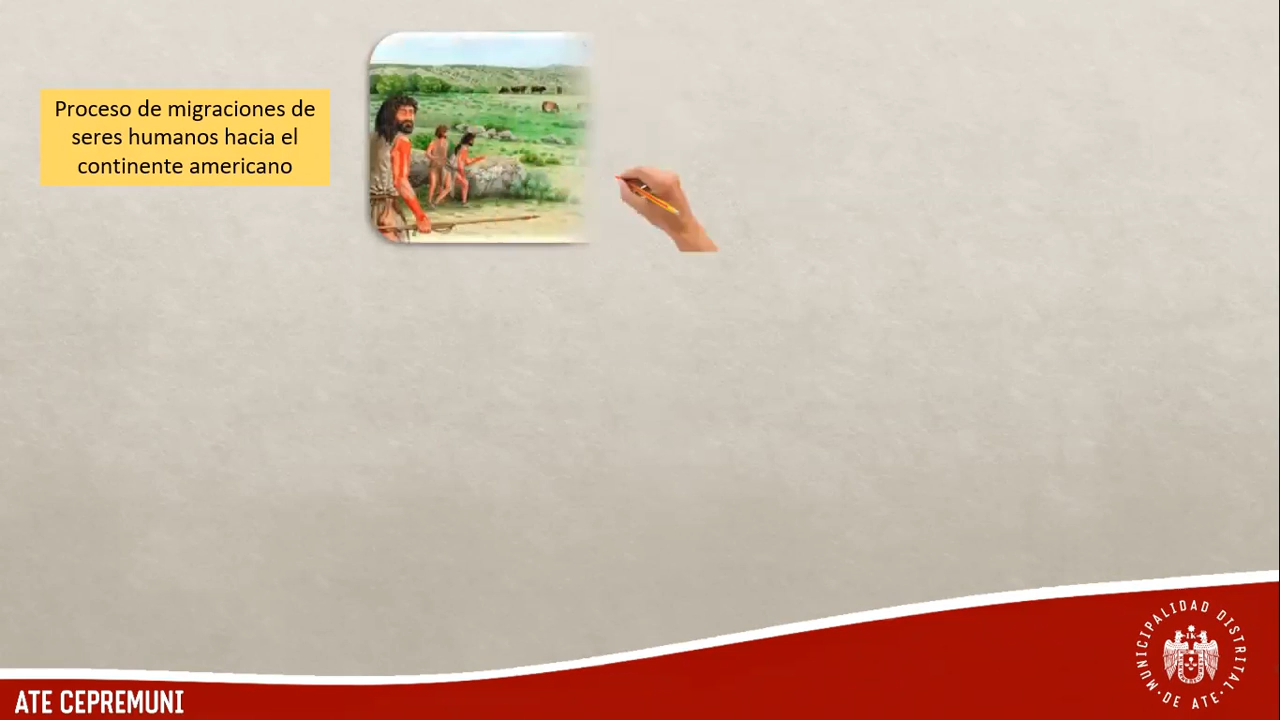 Proceso de migraciones de
seres humanos hacia el
continente americano
ATE CEPREMUNI
MUNICIPALIDAD DISTRITAL
· DE ATE ·